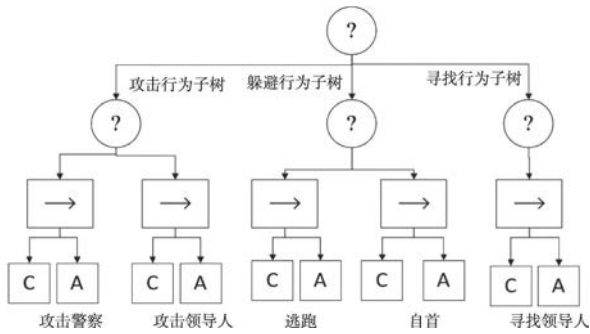 ?
攻击行为子树 躲避行为子树 寻找行为子树
? ? ?
→ → → → →
C A C A C A C A C A
攻击警察 攻击领导人 逃跑 自首 寻找领导人